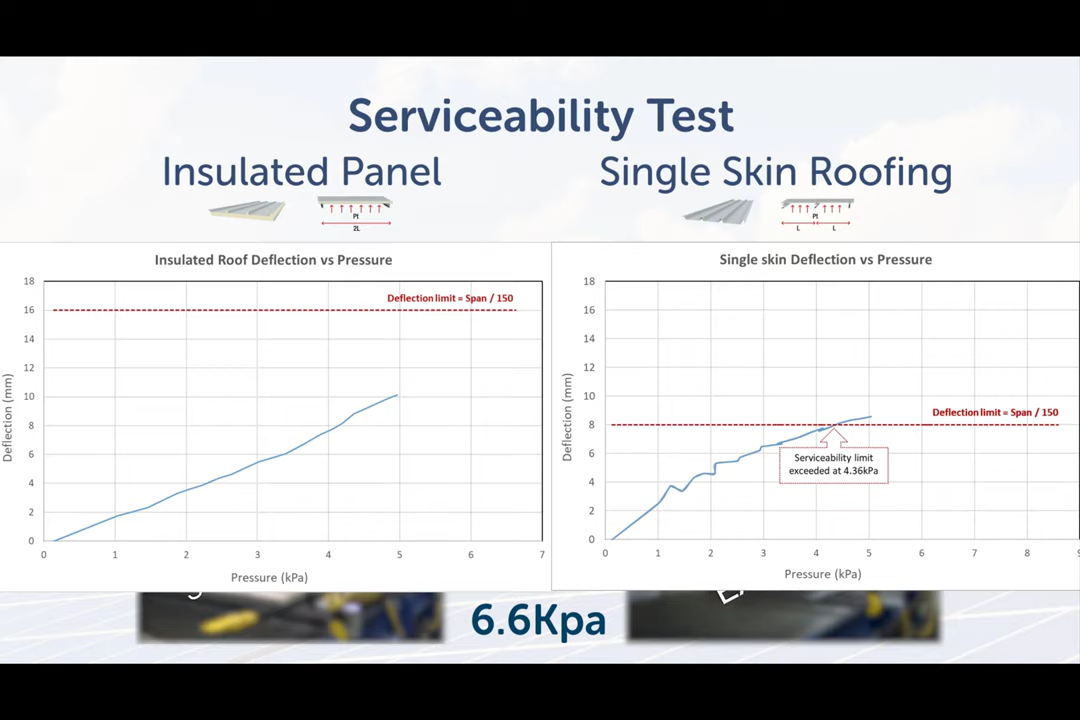 Serviceability Test
Insulated Panel
Single Skin Roofing
Pt
2L
Pt
L
L
Insulated Roof Deflection vs Pressure
Deflection limit = Span / 150
18
16
14
12
10
8
6
4
2
0
0
1
2
3
4
5
6
7
Deflection (mm)
Pressure (kPa)
Single skin Deflection vs Pressure
Deflection limit = Span / 150
Serviceability limit
exceeded at 4.36kPa
18
16
14
12
10
8
6
4
2
0
0
1
2
3
4
5
6
7
8
Deflection (mm)
Pressure (kPa)
6.6Kpa